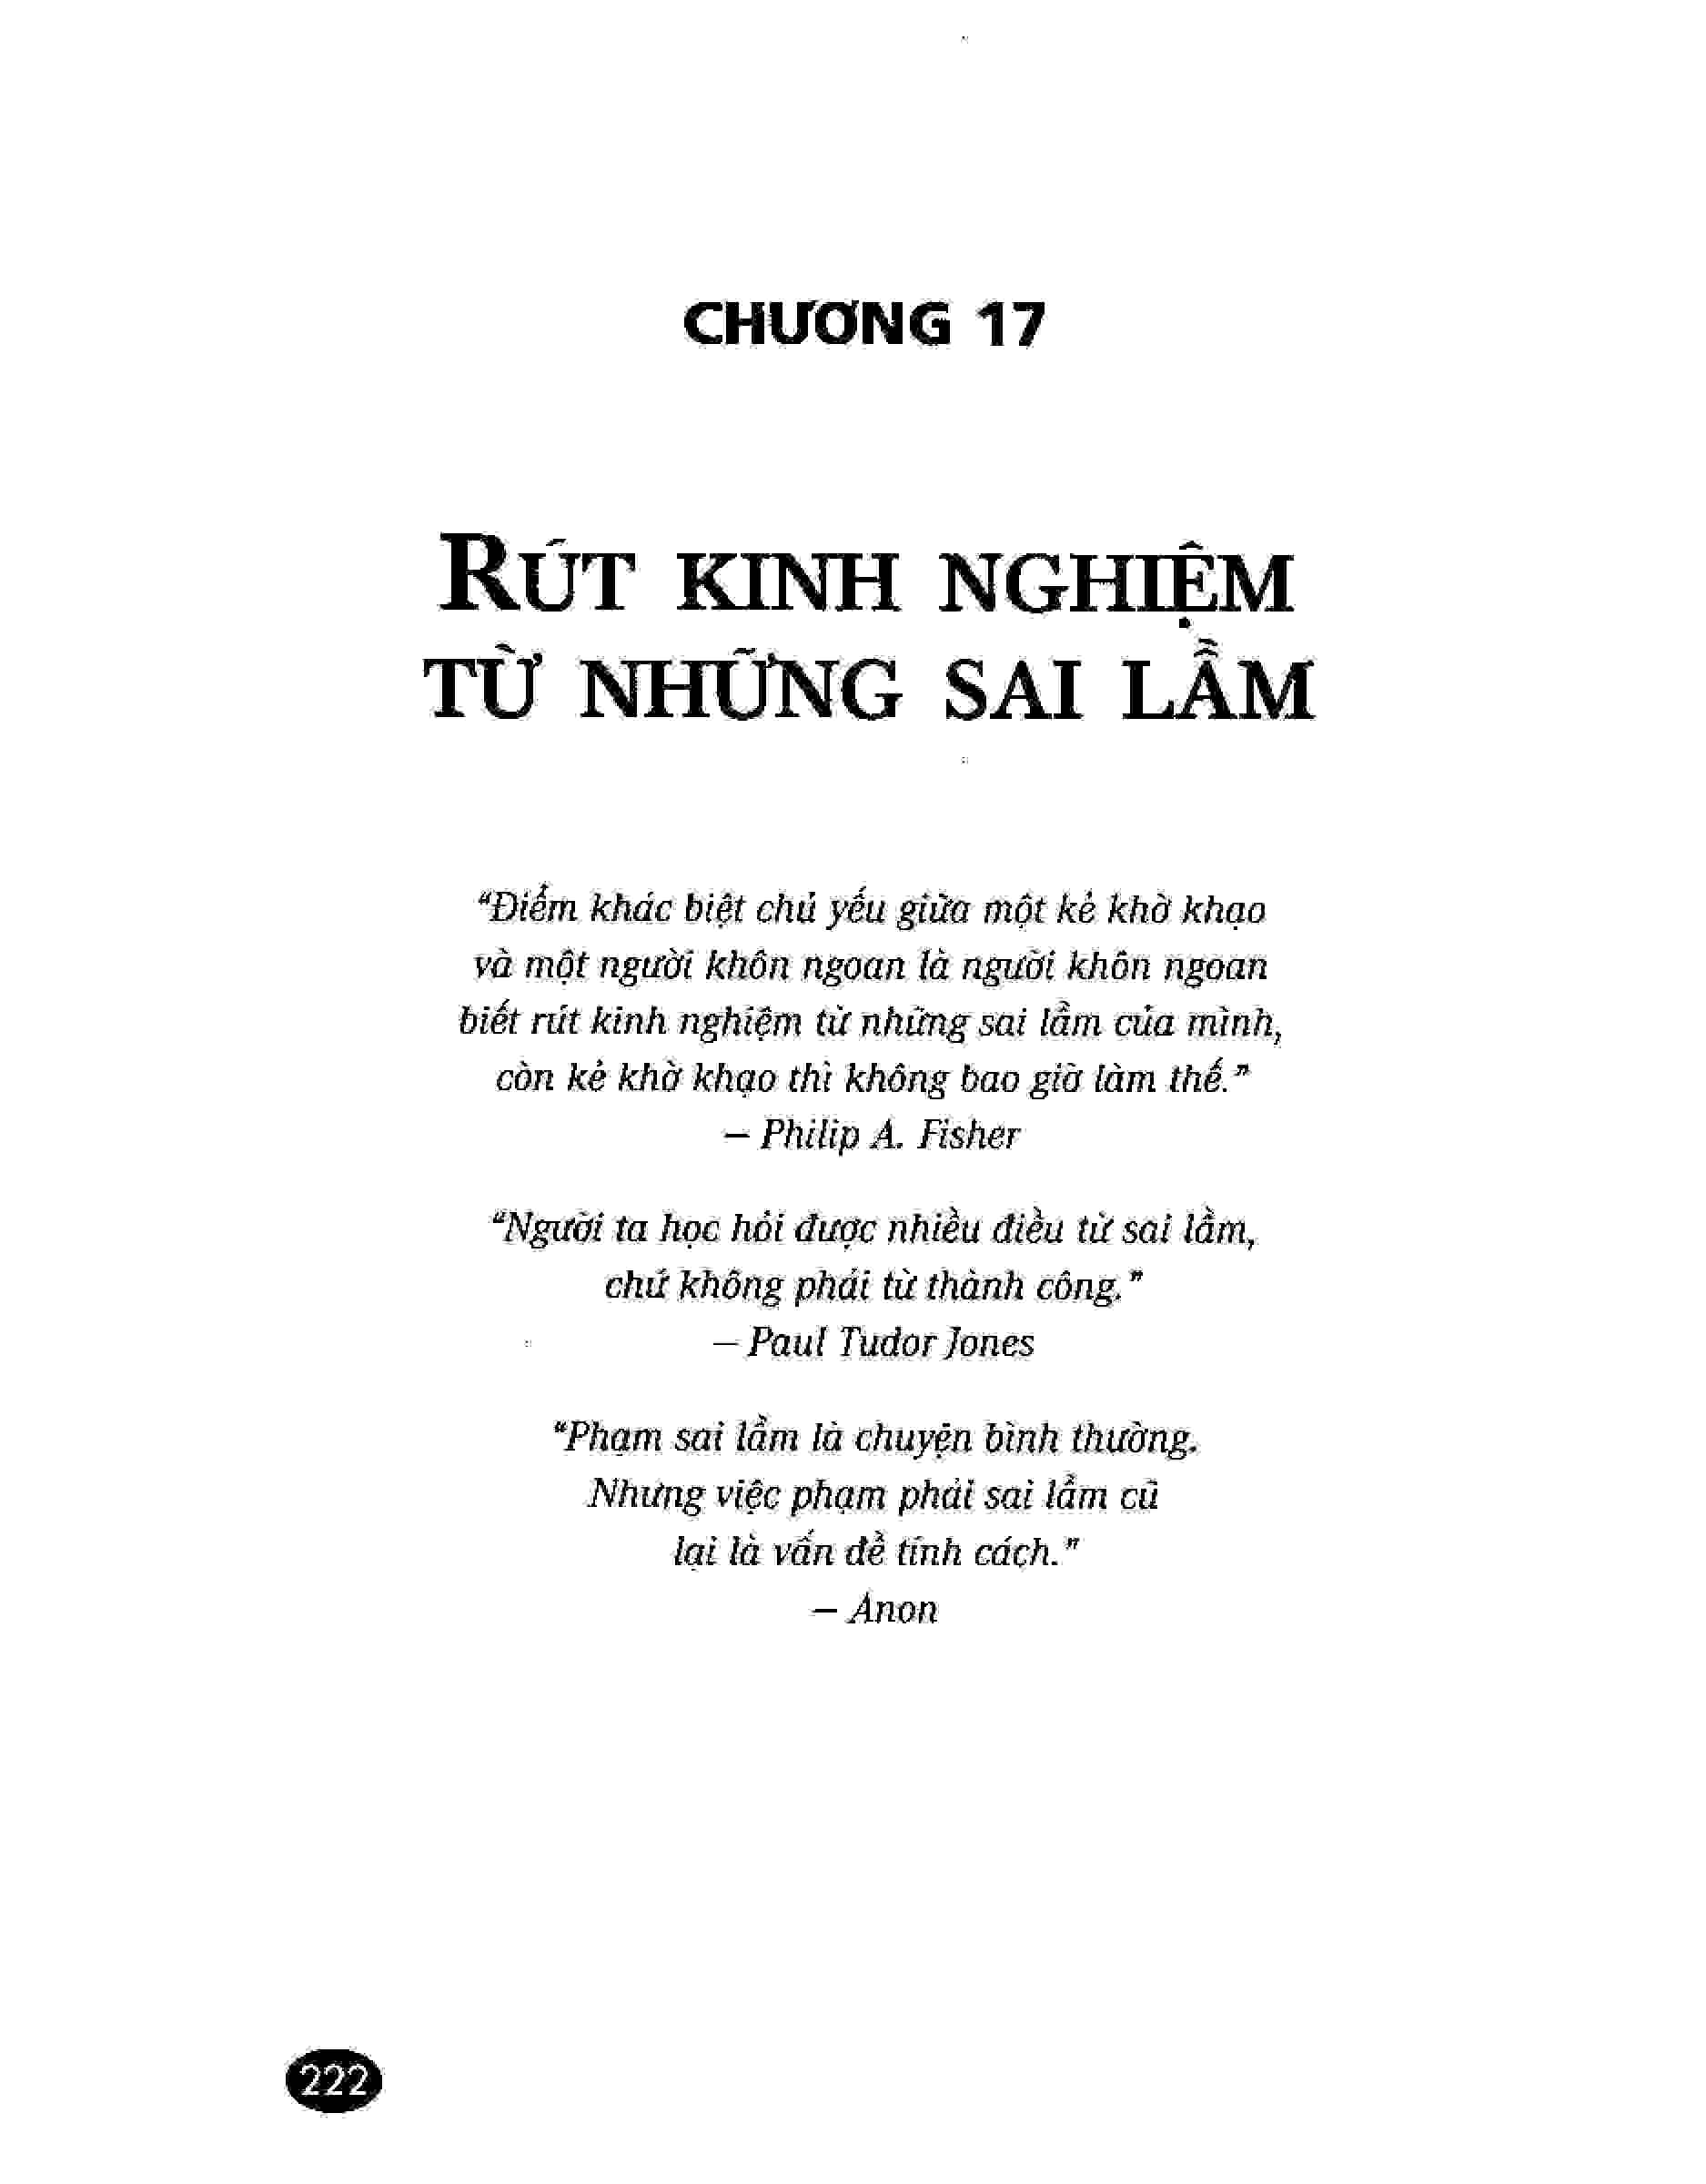 CHƯƠNG 17
RÚT KINH NGHIỆM
TỪ NHỮNG SAI LẦM
“Điểm khác biệt chủ yếu giữa một kẻ khờ khạo
và một người khôn ngoan là người khôn ngoan
biết rút kinh nghiệm từ những sai lầm của mình,
còn kẻ khờ khạo thì không bao giờ làm thế.”
– Philip A. Fisher
“Người ta học hỏi được nhiều điều từ sai lầm,
chứ không phải từ thành công.”
– Paul Tudor Jones
“Phạm sai lầm là chuyện bình thường.
Nhưng việc phạm phải sai lầm cũ
lại là vấn đề tính cách.”
– Anon
222